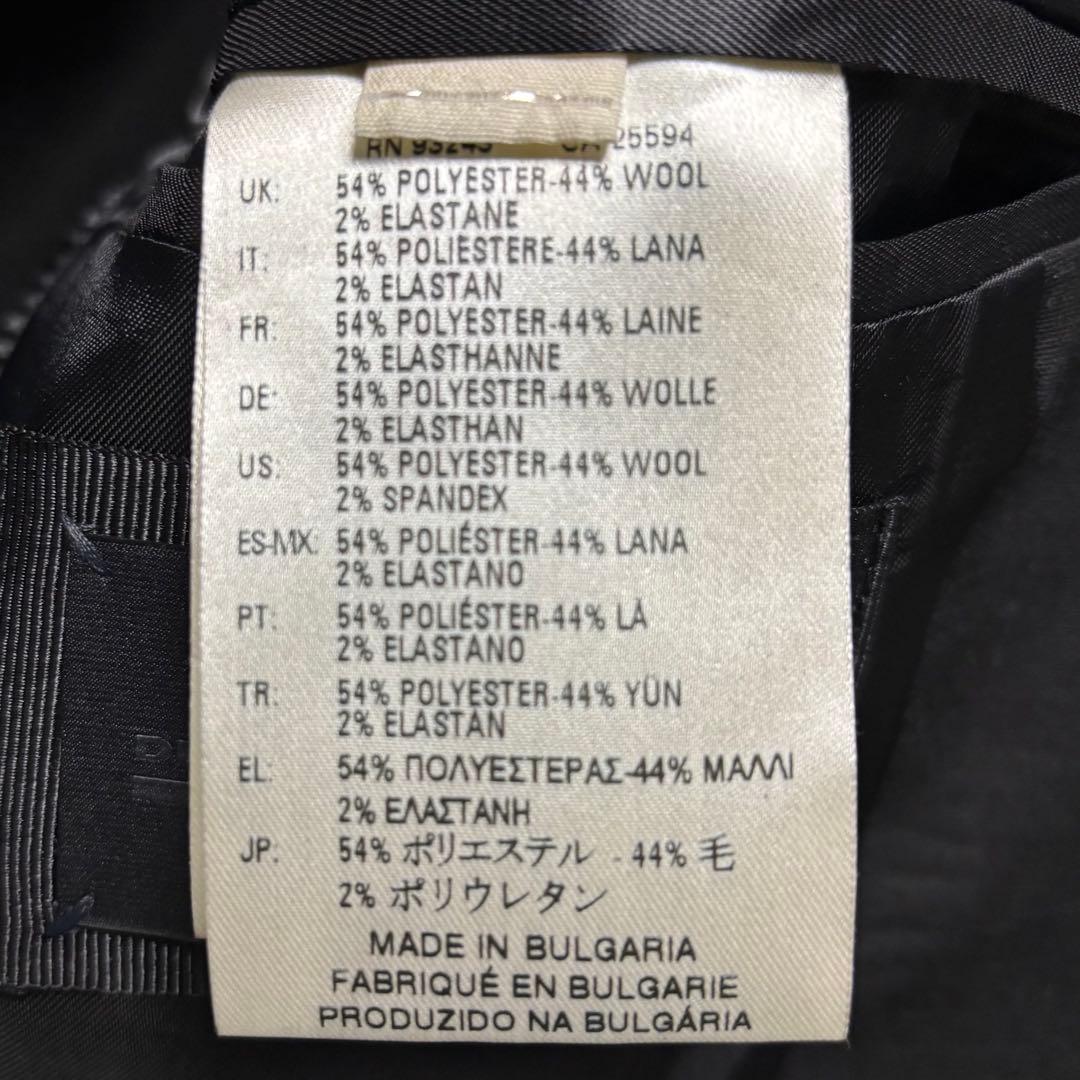 RN 93243 CA 25594
UK: 54% POLYESTER-44% WOOL
2% ELASTANE
IT: 54% POLIESTERE-44% LANA
2% ELASTAN
FR: 54% POLYESTER-44% LAINE
2% ELASTHANNE
DE: 54% POLYESTER-44% WOLLE
2% ELASTHAN
US: 54% POLYESTER-44% WOOL
2% SPANDEX
ES-MX: 54% POLIÉSTER-44% LANA
2% ELASTANO
PT: 54% POLIÉSTER-44% LÃ
2% ELASTANO
TR: 54% POLYESTER-44% YÜN
2% ELASTAN
EL: 54% ΠΟΛΥΕΣΤΕΡΑΣ-44% ΜΑΛΛΙ
2% ΕΛΑΣΤΑΝΗ
JP: 54% ポリエステル - 44% 毛
2% ポリウレタン
MADE IN BULGARIA
FABRIQUÉ EN BULGARIE
PRODUZIDO NA BULGÁRIA